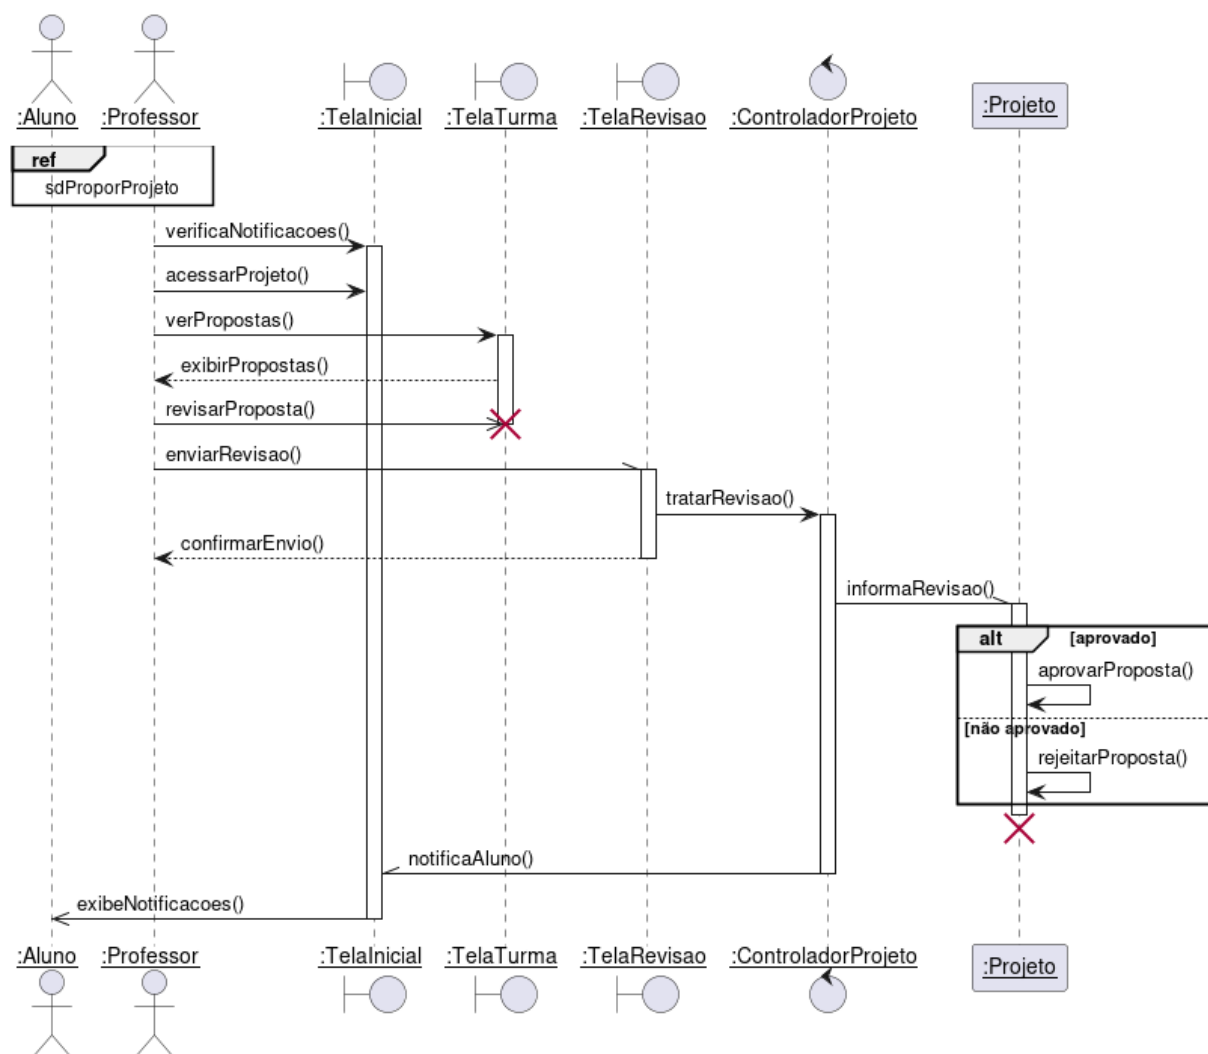 :Aluno :Professor :TelaInicial :TelaTurma :TelaRevisao :ControladorProjeto :Projeto
ref
sdProporProjeto
verificaNotificacoes()
acessarProjeto()
verPropostas()
exibirPropostas()
revisarProposta()
enviarRevisao()
tratarRevisao()
confirmarEnvio()
informaRevisao()
alt [aprovado]
aprovarProposta()
[não aprovado]
rejeitarProposta()
notificaAluno()
exibeNotificacoes()
:Aluno :Professor :TelaInicial :TelaTurma :TelaRevisao :ControladorProjeto :Projeto